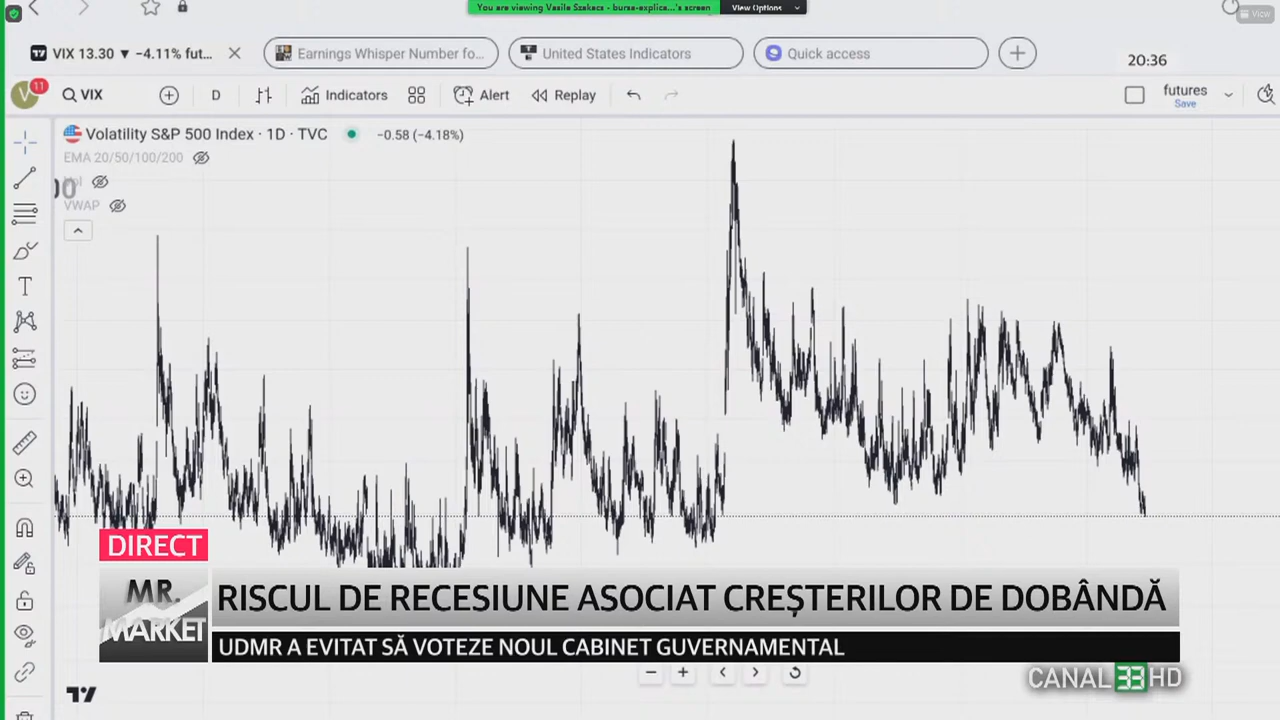 You are viewing Vasile Szakacs - bursa-explica...'s screen
View Options
View
VIX 13.30 ▼ −4.11% fut...
Earnings Whisper Number fo...
United States Indicators
Quick access
20:36
V
11
VIX
D
Indicators
Alert
Replay
futures
Save
Volatility S&P 500 Index · 1D · TVC
−0.58 (−4.18%)
EMA 20/50/100/200
VWAP
DIRECT
MR.
MARKET
RISCUL DE RECESIUNE ASOCIAT CREȘTERILOR DE DOBÂNDĂ
UDMR A EVITAT SĂ VOTEZE NOUL CABINET GUVERNAMENTAL
CANAL 33 HD